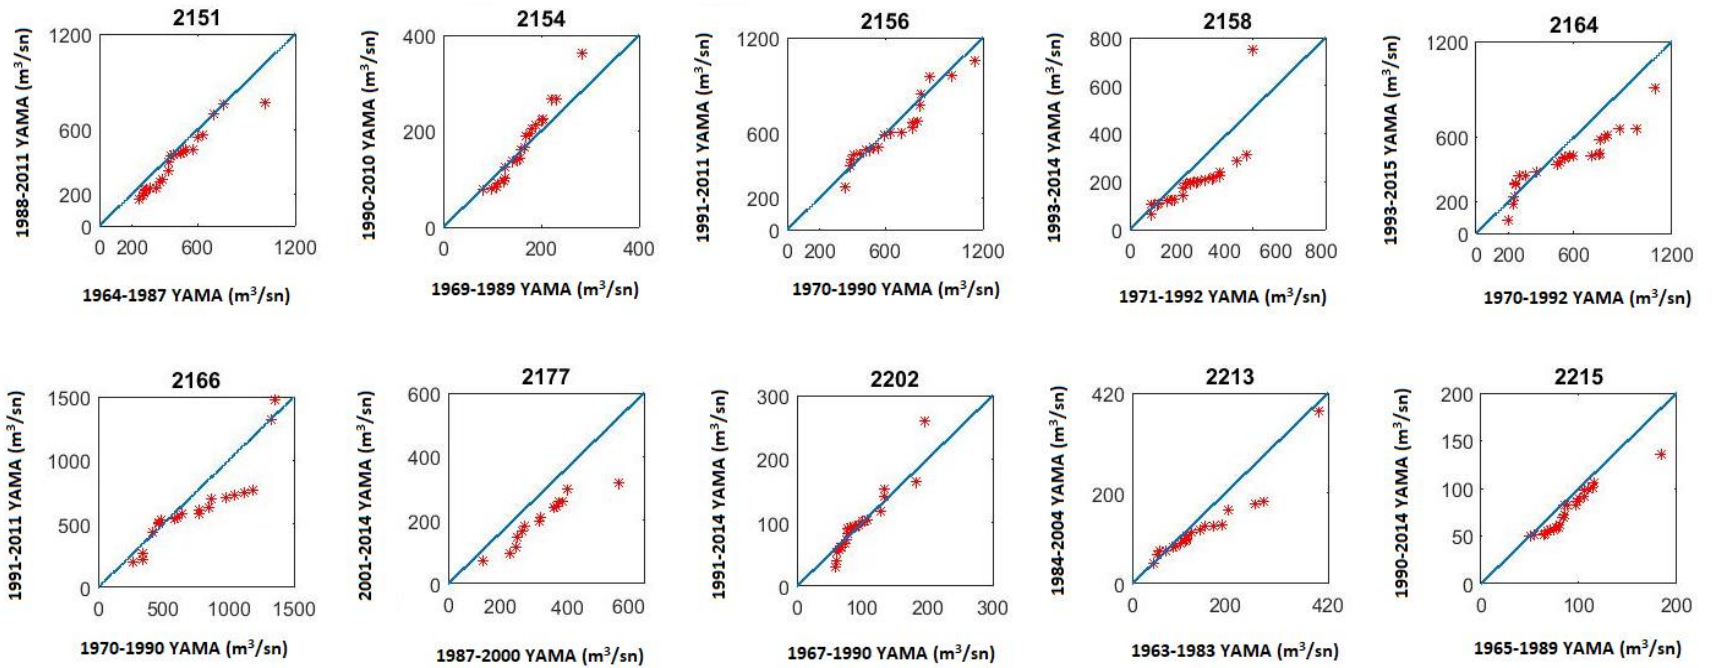 2151
1988-2011 YAMA (m³/sn)
1200
600
200
0
0 200 600 1200
1964-1987 YAMA (m³/sn)
2154
1990-2010 YAMA (m³/sn)
400
200
0
0 200 400
1969-1989 YAMA (m³/sn)
2156
1991-2011 YAMA (m³/sn)
1200
600
200
0
0 200 600 1200
1970-1990 YAMA (m³/sn)
2158
1993-2014 YAMA (m³/sn)
800
600
400
200
0
0 200 400 600 800
1971-1992 YAMA (m³/sn)
2164
1993-2015 YAMA (m³/sn)
1200
600
200
0
0 200 600 1200
1970-1992 YAMA (m³/sn)
2166
1991-2011 YAMA (m³/sn)
1500
1000
500
0
0 500 1000 1500
1970-1990 YAMA (m³/sn)
2177
2001-2014 YAMA (m³/sn)
600
400
200
0
0 200 400 600
1987-2000 YAMA (m³/sn)
2202
1991-2014 YAMA (m³/sn)
300
200
100
0
0 100 200 300
1967-1990 YAMA (m³/sn)
2213
1984-2004 YAMA (m³/sn)
420
200
0
0 200 420
1963-1983 YAMA (m³/sn)
2215
1990-2014 YAMA (m³/sn)
200
150
100
50
0
0 100 200
1965-1989 YAMA (m³/sn)